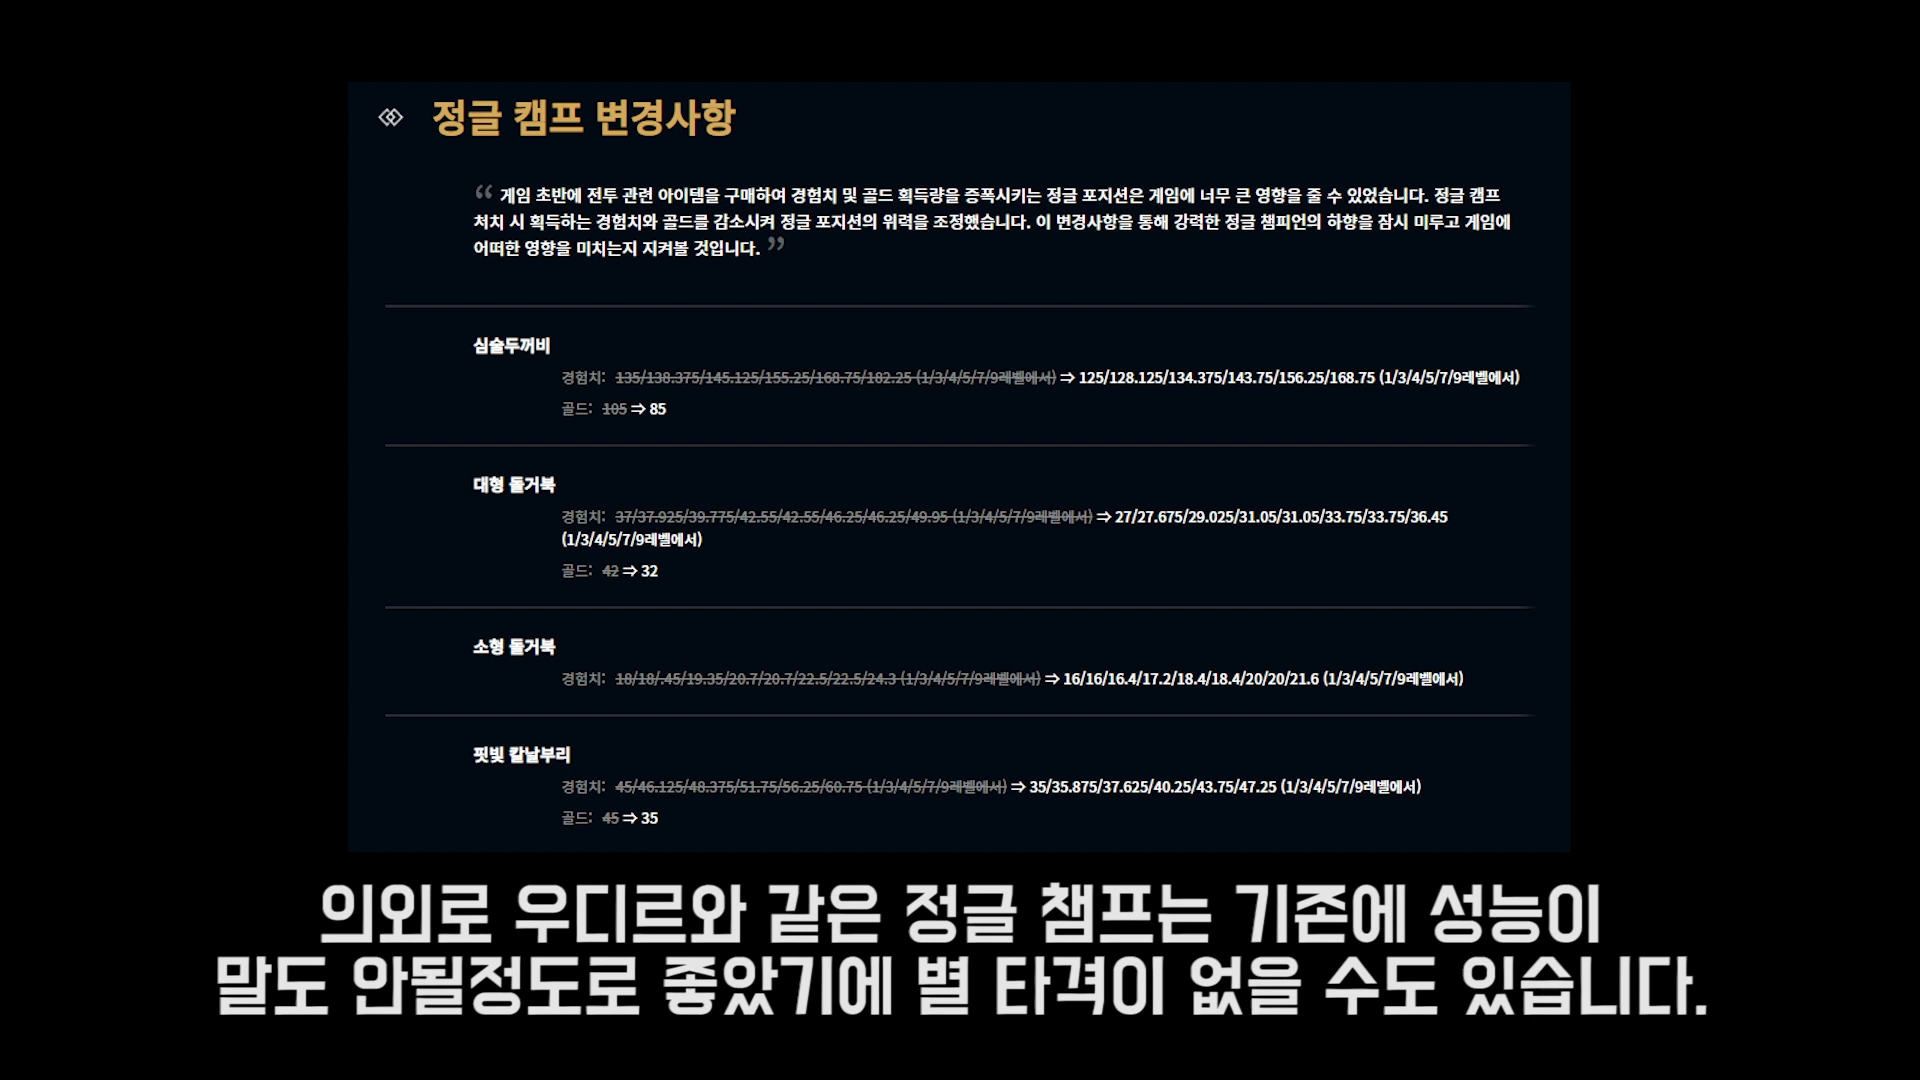 정글 캠프 변경사항
“ 게임 초반에 전투 관련 아이템을 구매하여 경험치 및 골드 획득량을 증폭시키는 정글 포지션은 게임에 너무 큰 영향을 줄 수 있었습니다. 정글 캠프
처치 시 획득하는 경험치와 골드를 감소시켜 정글 포지션의 위력을 조정했습니다. 이 변경사항을 통해 강력한 정글 챔피언의 하향을 잠시 미루고 게임에
어떠한 영향을 미치는지 지켜볼 것입니다. ”
심술두꺼비
경험치: 135/138.375/145.125/155.25/168.75/182.25 (1/3/4/5/7/9레벨에서) ⇒ 125/128.125/134.375/143.75/156.25/168.75 (1/3/4/5/7/9레벨에서)
골드: 105 ⇒ 85
대형 돌거북
경험치: 37/37.925/39.775/42.55/42.55/46.25/46.25/49.95 (1/3/4/5/7/9레벨에서) ⇒ 27/27.675/29.025/31.05/31.05/33.75/33.75/36.45
(1/3/4/5/7/9레벨에서)
골드: 42 ⇒ 32
소형 돌거북
경험치: 18/18/.45/19.35/20.7/20.7/22.5/22.5/24.3 (1/3/4/5/7/9레벨에서) ⇒ 16/16/16.4/17.2/18.4/18.4/20/20/21.6 (1/3/4/5/7/9레벨에서)
핏빛 칼날부리
경험치: 45/46.125/48.375/51.75/56.25/60.75 (1/3/4/5/7/9레벨에서) ⇒ 35/35.875/37.625/40.25/43.75/47.25 (1/3/4/5/7/9레벨에서)
골드: 45 ⇒ 35
의외로 우디르와 같은 정글 챔프는 기존에 성능이
말도 안될정도로 좋았기에 별 타격이 없을 수도 있습니다.